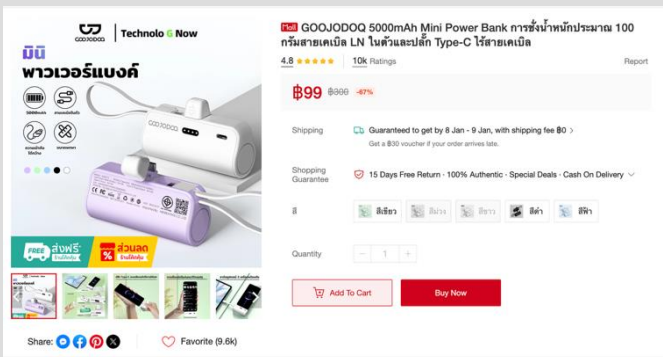 GOOJODOQ
Technolo G Now
มินิ
พาวเวอร์แบงค์
GOOJODOQ
FREE ส่งฟรี
% ส่วนลด
Share:
Favorite (9.6k)
Mall GOOJODOQ 5000mAh Mini Power Bank การชั่งน้ำหนักประมาณ 100
กรัมสายเคเบิล LN ในตัวและปลั๊ก Type-C ไร้สายเคเบิล
4.8 10k Ratings Report
฿99 ฿300 -67%
Shipping Guaranteed to get by 8 Jan - 9 Jan, with shipping fee ฿0 >
Get a ฿30 voucher if your order arrives late.
Shopping
Guarantee
15 Days Free Return · 100% Authentic · Special Deals · Cash On Delivery
สี สีเขียว สีม่วง สีขาว สีดำ สีฟ้า
Quantity - 1 +
Add To Cart Buy Now